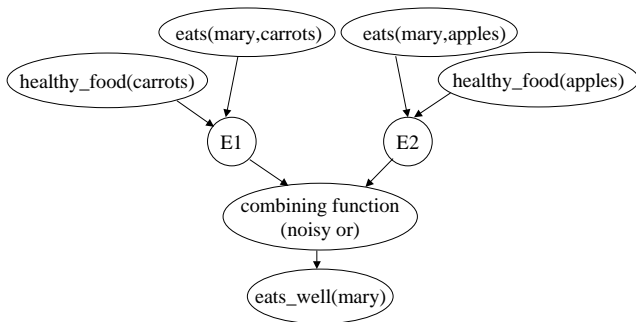 eats(mary,carrots)
eats(mary,apples)
healthy_food(carrots)
healthy_food(apples)
E1
E2
combining function
(noisy or)
eats_well(mary)